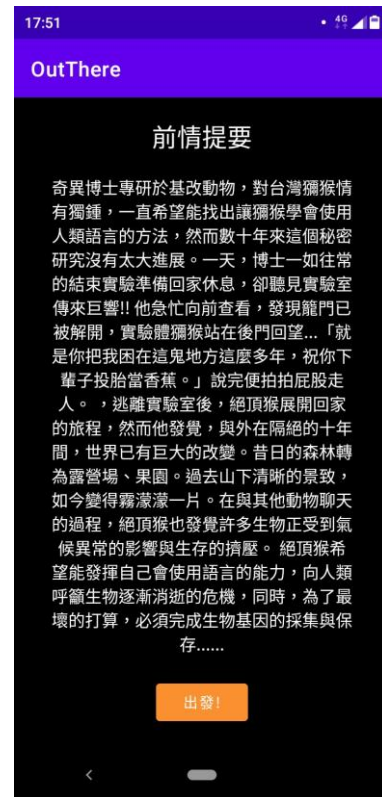 17:51
4G
OutThere
前情提要
奇異博士專研於基改動物，對台灣獼猴情
有獨鍾，一直希望能找出讓獼猴學會使用
人類語言的方法，然而數十年來這個秘密
研究沒有太大進展。一天，博士一如往常
的結束實驗準備回家休息，卻聽見實驗室
傳來巨響!! 他急忙向前查看，發現籠門已
被解開，實驗體獼猴站在後門回望...「就
是你把我困在這鬼地方這麼多年，祝你下
輩子投胎當香蕉。」說完便拍拍屁股走
人。 ，逃離實驗室後，絕頂猴展開回家
的旅程，然而他發覺，與外在隔絕的十年
間，世界已有巨大的改變。昔日的森林轉
為露營場、果園。過去山下清晰的景致，
如今變得霧濛濛一片。在與其他動物聊天
的過程，絕頂猴也發覺許多生物正受到氣
候異常的影響與生存的擠壓。 絕頂猴希
望能發揮自己會使用語言的能力，向人類
呼籲生物逐漸消逝的危機，同時，為了最
壞的打算，必須完成生物基因的採集與保
存......
出發!